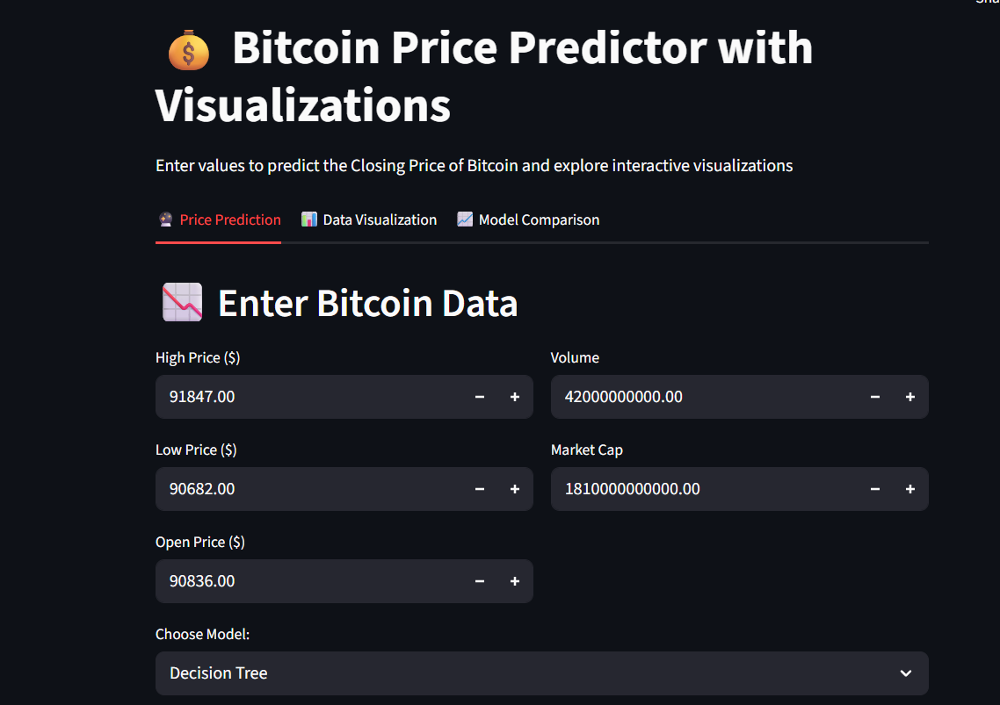 Bitcoin Price Predictor with
Visualizations
Enter values to predict the Closing Price of Bitcoin and explore interactive visualizations
Price Prediction
Data Visualization
Model Comparison
Enter Bitcoin Data
High Price ($)
Volume
91847.00
42000000000.00
Low Price ($)
Market Cap
90682.00
1810000000000.00
Open Price ($)
90836.00
Choose Model:
Decision Tree